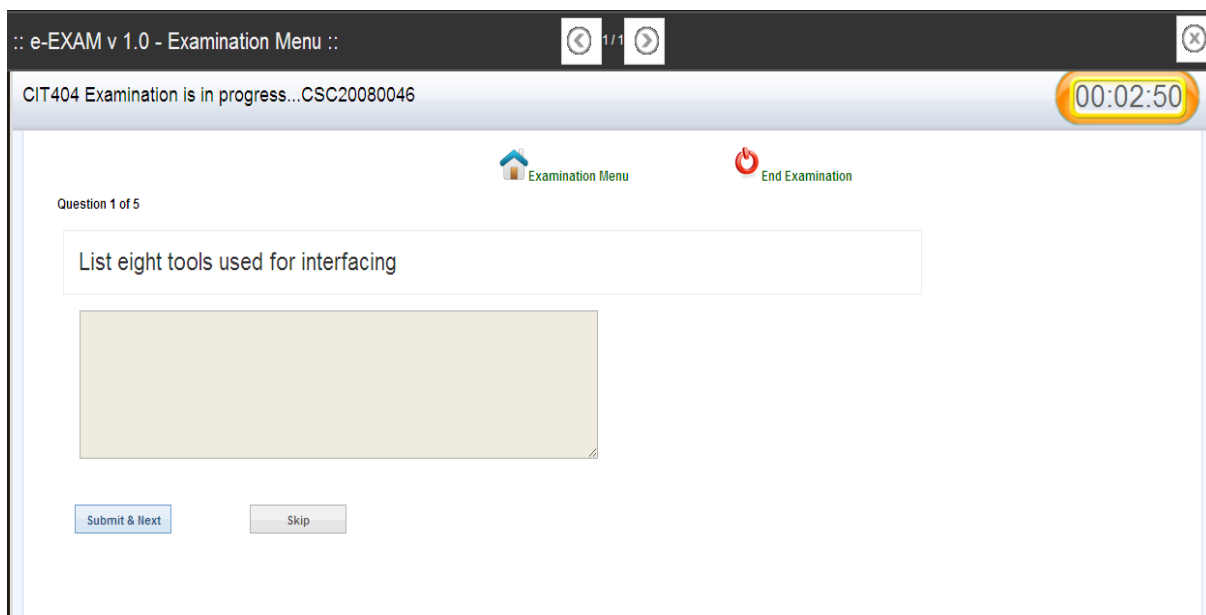 :: e-EXAM v 1.0 - Examination Menu :: 1 / 1
CIT404 Examination is in progress...CSC20080046 00:02:50
Examination Menu End Examination
Question 1 of 5
List eight tools used for interfacing
Submit & Next Skip